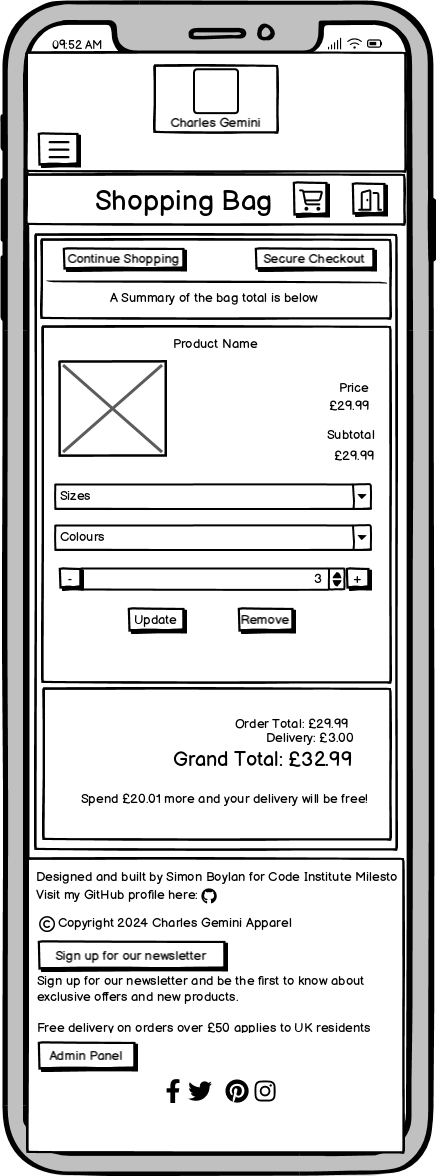 09:52 AM
Charles Gemini
Shopping Bag
Continue Shopping
Secure Checkout
A Summary of the bag total is below
Product Name
Price
£29.99
Subtotal
£29.99
Sizes
Colours
-
3
+
Update
Remove
Order Total: £29.99
Delivery: £3.00
Grand Total: £32.99
Spend £20.01 more and your delivery will be free!
Designed and built by Simon Boylan for Code Institute Milesto
Visit my GitHub profile here:
© Copyright 2024 Charles Gemini Apparel
Sign up for our newsletter
Sign up for our newsletter and be the first to know about
exclusive offers and new products.
Free delivery on orders over £50 applies to UK residents
Admin Panel